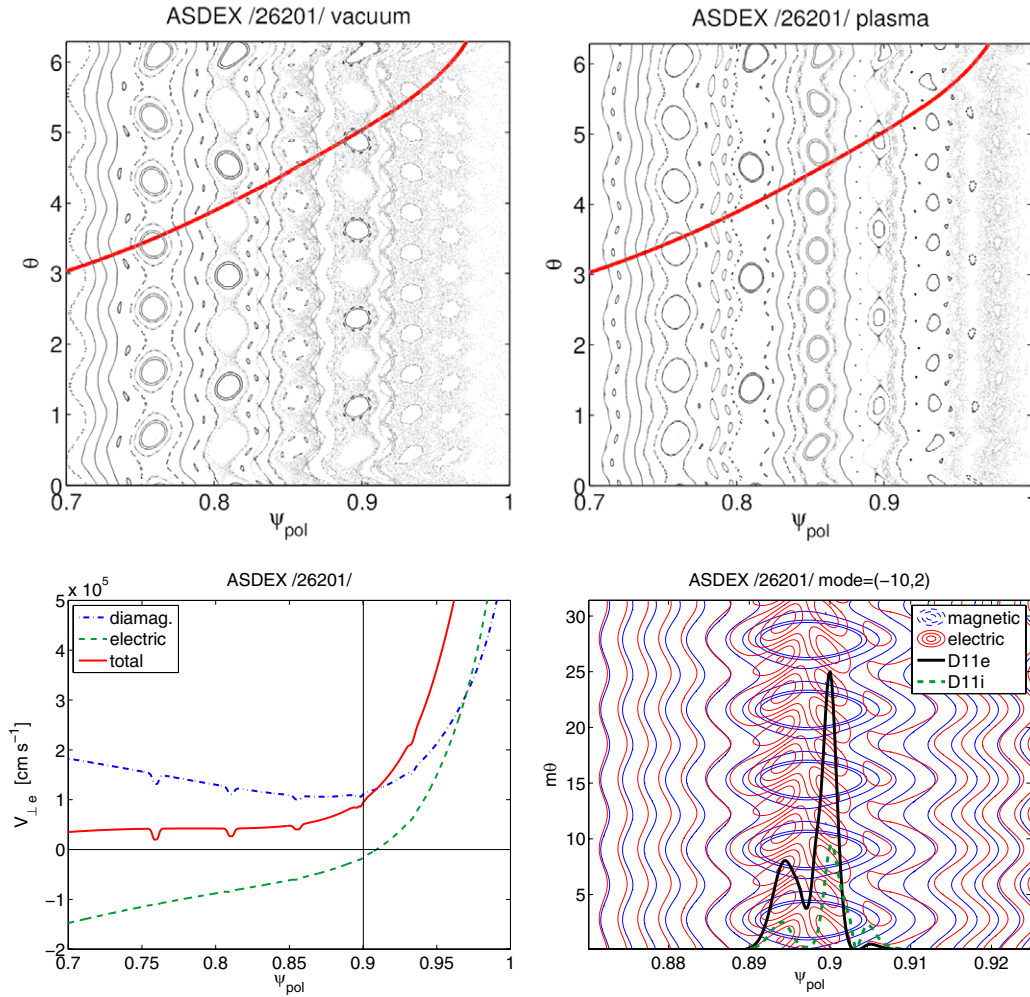 ASDEX /26201/ vacuum
6
5
4
3
2
1
0
θ
0.7
0.8
0.9
1
ψpol
ASDEX /26201/ plasma
6
5
4
3
2
1
0
θ
0.7
0.8
0.9
1
ψpol
ASDEX /26201/
x 10⁵
5
4
3
2
1
0
−1
−2
V⊥ e [cm s⁻¹]
diamag.
electric
total
0.7
0.75
0.8
0.85
0.9
0.95
1
ψpol
ASDEX /26201/ mode=(-10,2)
30
25
20
15
10
5
mθ
magnetic
electric
D11e
D11i
0.88
0.89
0.9
0.91
0.92
ψpol